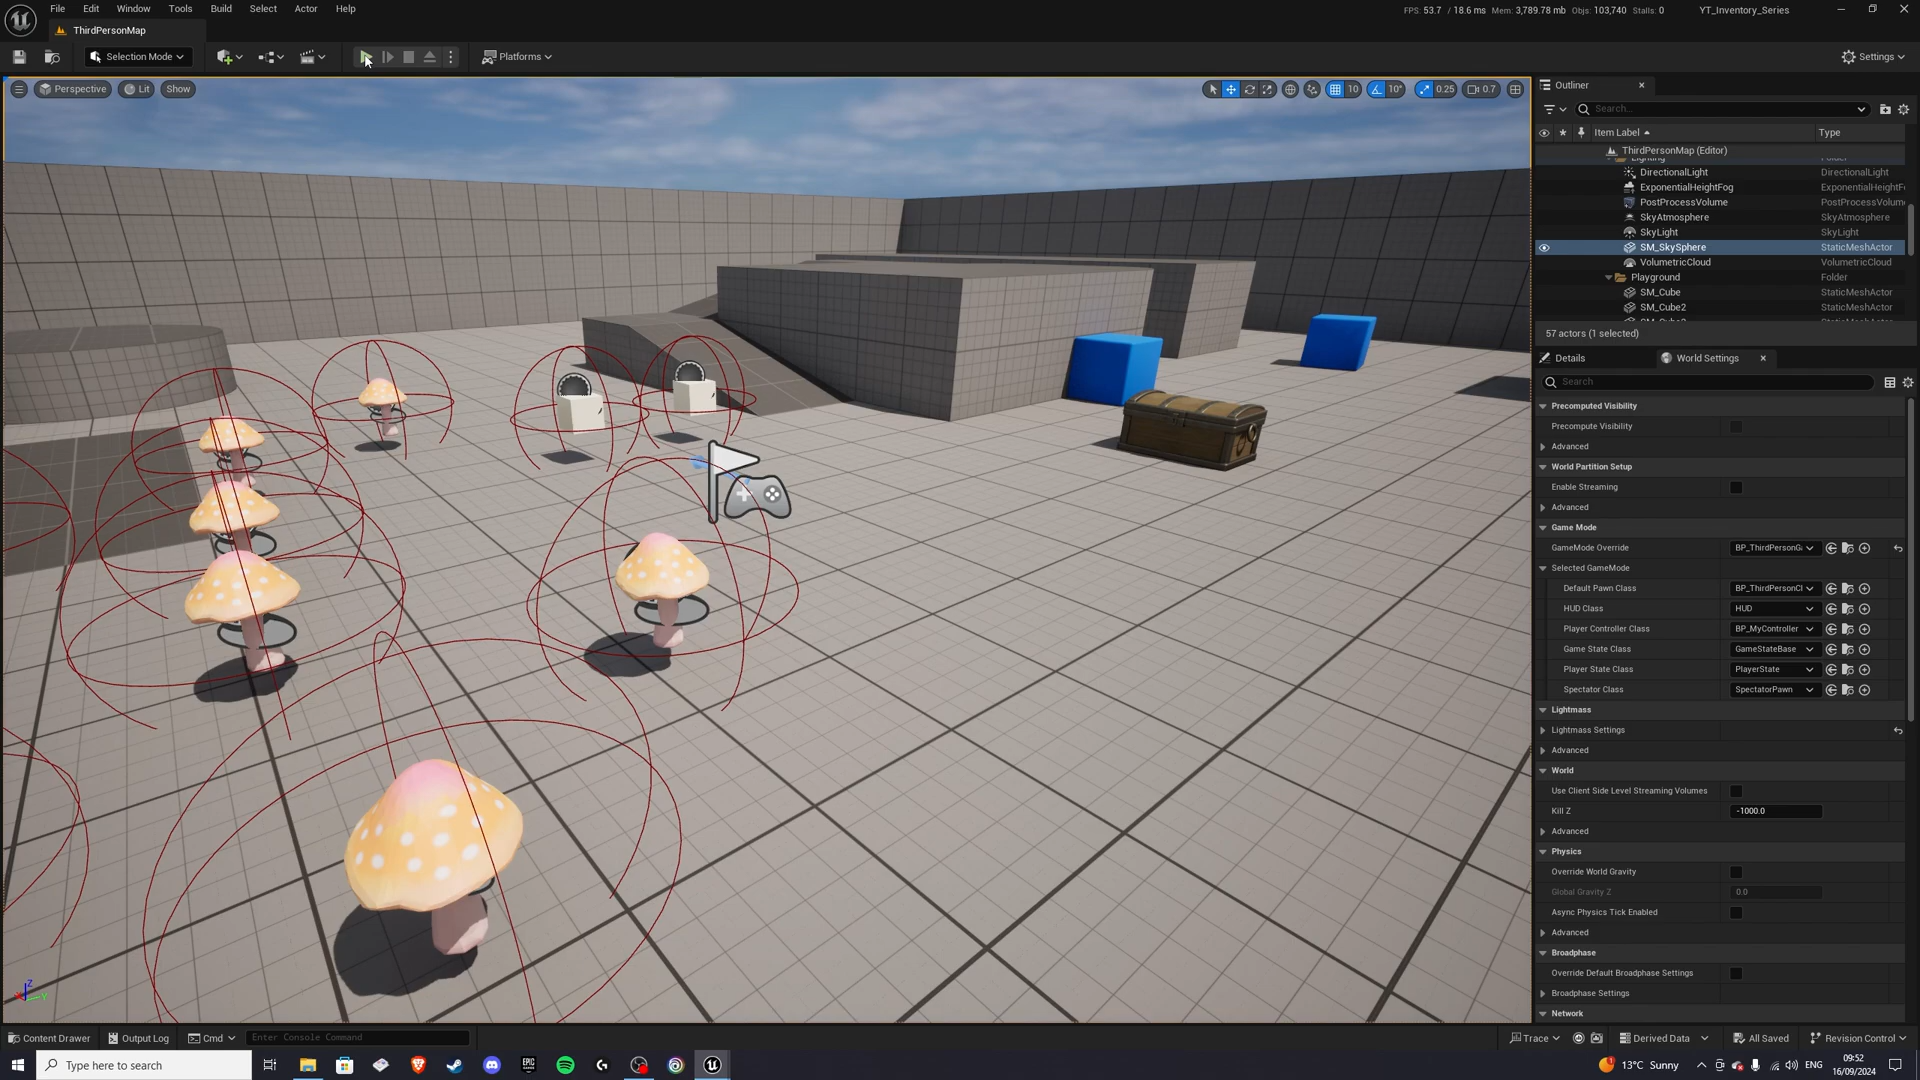 File Edit Window Tools Build Select Actor Help
FPS: 53.7 / 18.6 ms Mem: 3,789.78 mb Objs: 103,740 Stalls: 0
YT_Inventory_Series
ThirdPersonMap
Selection Mode
Platforms
Settings
Perspective
Lit
Show
10
10°
0.25
0.7
Outliner
Search...
Item Label
Type
ThirdPersonMap (Editor)
Lighting Folder
DirectionalLight DirectionalLight
ExponentialHeightFog ExponentialHeightF
PostProcessVolume PostProcessVolum
SkyAtmosphere SkyAtmosphere
SkyLight SkyLight
SM_SkySphere StaticMeshActor
VolumetricCloud VolumetricCloud
Playground Folder
SM_Cube StaticMeshActor
SM_Cube2 StaticMeshActor
57 actors (1 selected)
Details
World Settings
Search
Precomputed Visibility
Precompute Visibility
Advanced
World Partition Setup
Enable Streaming
Advanced
Game Mode
GameMode Override BP_ThirdPersonG
Selected GameMode
Default Pawn Class BP_ThirdPersonCl
HUD Class HUD
Player Controller Class BP_MyController
Game State Class GameStateBase
Player State Class PlayerState
Spectator Class SpectatorPawn
Lightmass
Lightmass Settings
Advanced
World
Use Client Side Level Streaming Volumes
Kill Z -1000.0
Advanced
Physics
Override World Gravity
Global Gravity Z 0.0
Async Physics Tick Enabled
Advanced
Broadphase
Override Default Broadphase Settings
Broadphase Settings
Network
Z
X
Y
Content Drawer
Output Log
Cmd
Enter Console Command
Trace
Derived Data
All Saved
Revision Control
Type here to search
EPIC
13°C Sunny
ENG
09:52
16/09/2024